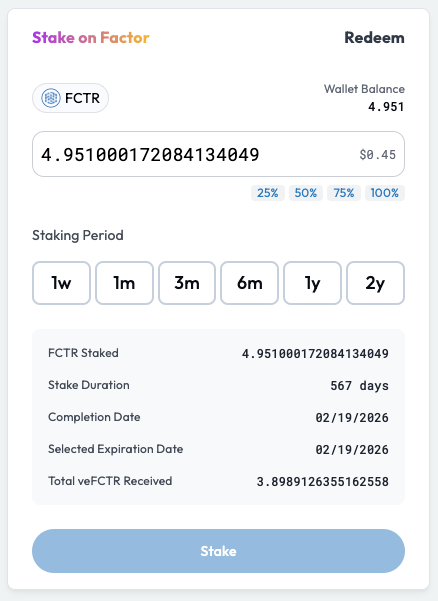 Stake on Factor Redeem
FCTR
Wallet Balance
4.951
4.951000172084134049 $0.45
25% 50% 75% 100%
Staking Period
1w 1m 3m 6m 1y 2y
FCTR Staked 4.951000172084134049
Stake Duration 567 days
Completion Date 02/19/2026
Selected Expiration Date 02/19/2026
Total veFCTR Received 3.8989126355162558
Stake